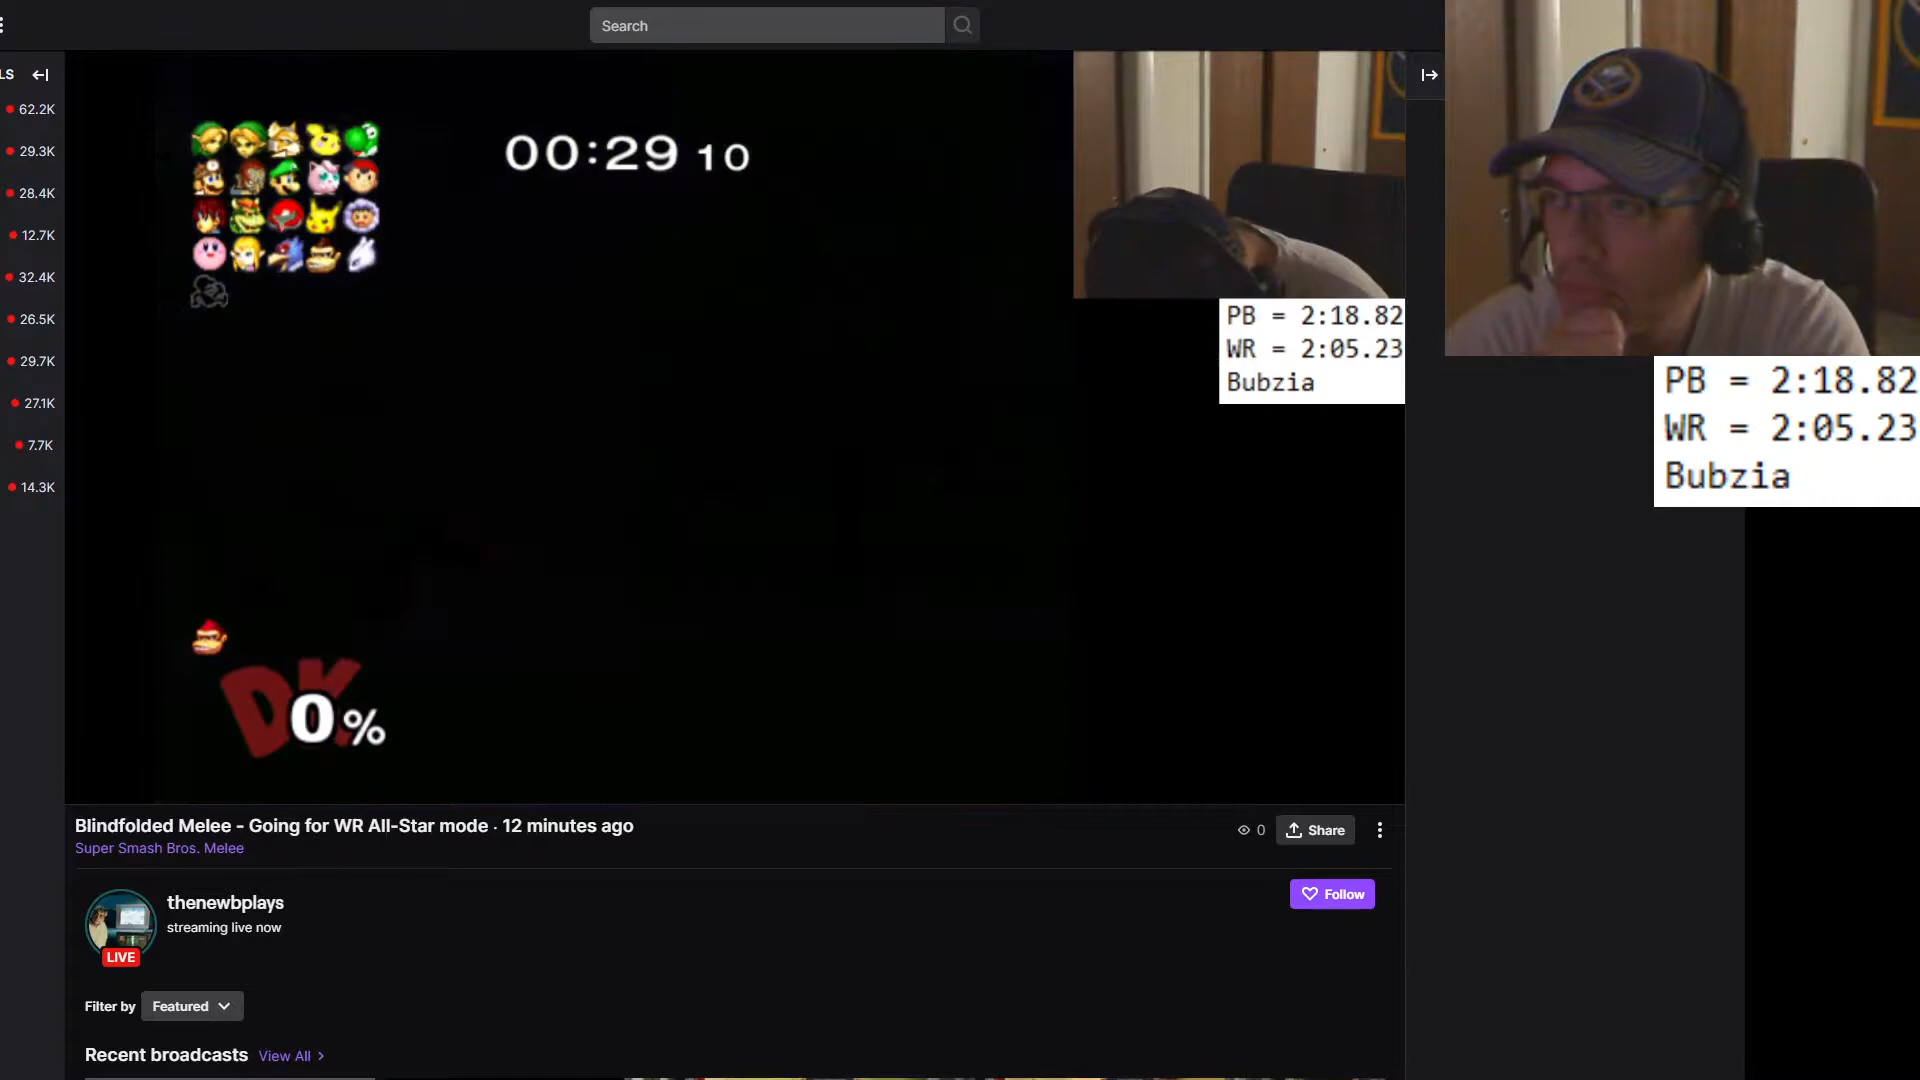 Search
LS
62.2K
29.3K
28.4K
12.7K
32.4K
26.5K
29.7K
27.1K
7.7K
14.3K
00:29 10
PB = 2:18.82
WR = 2:05.23
Bubzia
PB = 2:18.82
WR = 2:05.23
Bubzia
DK
0%
Blindfolded Melee - Going for WR All-Star mode · 12 minutes ago
Super Smash Bros. Melee
0
Share
thenewbplays
streaming live now
LIVE
Follow
Filter by Featured
Recent broadcasts View All